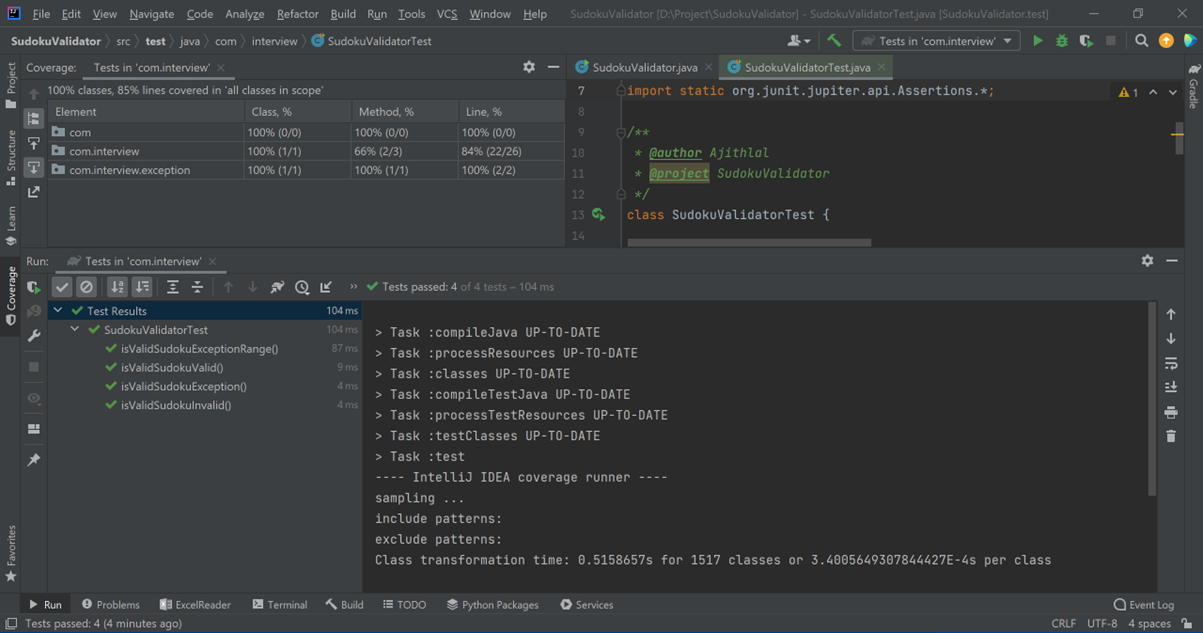 File Edit View Navigate Code Analyze Refactor Build Run Tools VCS Window Help SudokuValidator [D:\Project\SudokuValidator] - SudokuValidatorTest.java [SudokuValidator.test]
SudokuValidator src test java com interview SudokuValidatorTest Tests in 'com.interview'
Project
Structure
Learn
Coverage
Favorites
Gradle
Coverage: Tests in 'com.interview'
100% classes, 85% lines covered in 'all classes in scope'
Element Class, % Method, % Line, %
com 100% (0/0) 100% (0/0) 100% (0/0)
com.interview 100% (1/1) 66% (2/3) 84% (22/26)
com.interview.exception 100% (1/1) 100% (1/1) 100% (2/2)
SudokuValidator.java SudokuValidatorTest.java
7 import static org.junit.jupiter.api.Assertions.*; 1
8
9 /**
10 * @author Ajithlal
11 * @project SudokuValidator
12 */
13 class SudokuValidatorTest {
14
Run: Tests in 'com.interview'
Tests passed: 4 of 4 tests – 104 ms
Test Results 104 ms
SudokuValidatorTest 104 ms
isValidSudokuExceptionRange() 87 ms
isValidSudokuValid() 9 ms
isValidSudokuException() 4 ms
isValidSudokuInvalid() 4 ms
> Task :compileJava UP-TO-DATE
> Task :processResources UP-TO-DATE
> Task :classes UP-TO-DATE
> Task :compileTestJava UP-TO-DATE
> Task :processTestResources UP-TO-DATE
> Task :testClasses UP-TO-DATE
> Task :test
---- IntelliJ IDEA coverage runner ----
sampling ...
include patterns:
exclude patterns:
Class transformation time: 0.5158657s for 1517 classes or 3.4005649307844427E-4s per class
Run Problems ExcelReader Terminal Build TODO Python Packages Services Event Log
Tests passed: 4 (4 minutes ago) CRLF UTF-8 4 spaces